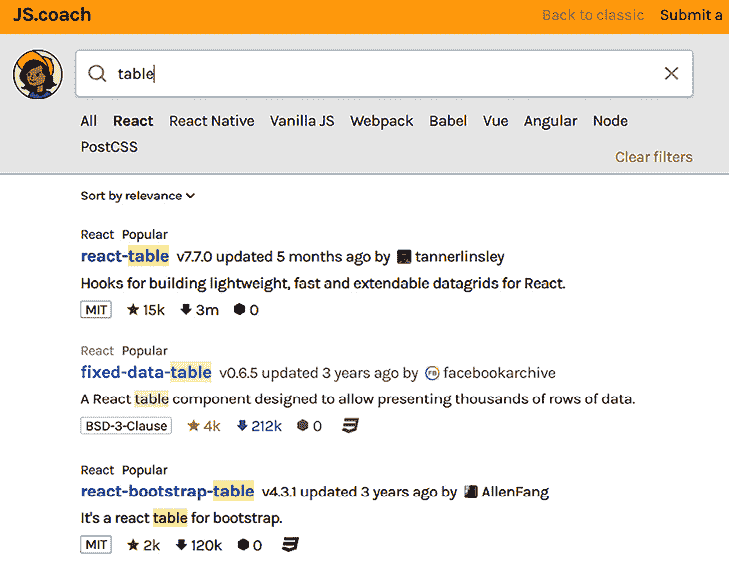 JS.coach Back to classic Submit a
table
All React React Native Vanilla JS Webpack Babel Vue Angular Node
PostCSS
Clear filters
Sort by relevance
React Popular
react-table v7.7.0 updated 5 months ago by tannerlinsley
Hooks for building lightweight, fast and extendable datagrids for React.
MIT 15k 3m 0
React Popular
fixed-data-table v0.6.5 updated 3 years ago by FB facebookarchive
A React table component designed to allow presenting thousands of rows of data.
BSD-3-Clause 4k 212k 0
React Popular
react-bootstrap-table v4.3.1 updated 3 years ago by AllenFang
It's a react table for bootstrap.
MIT 2k 120k 0